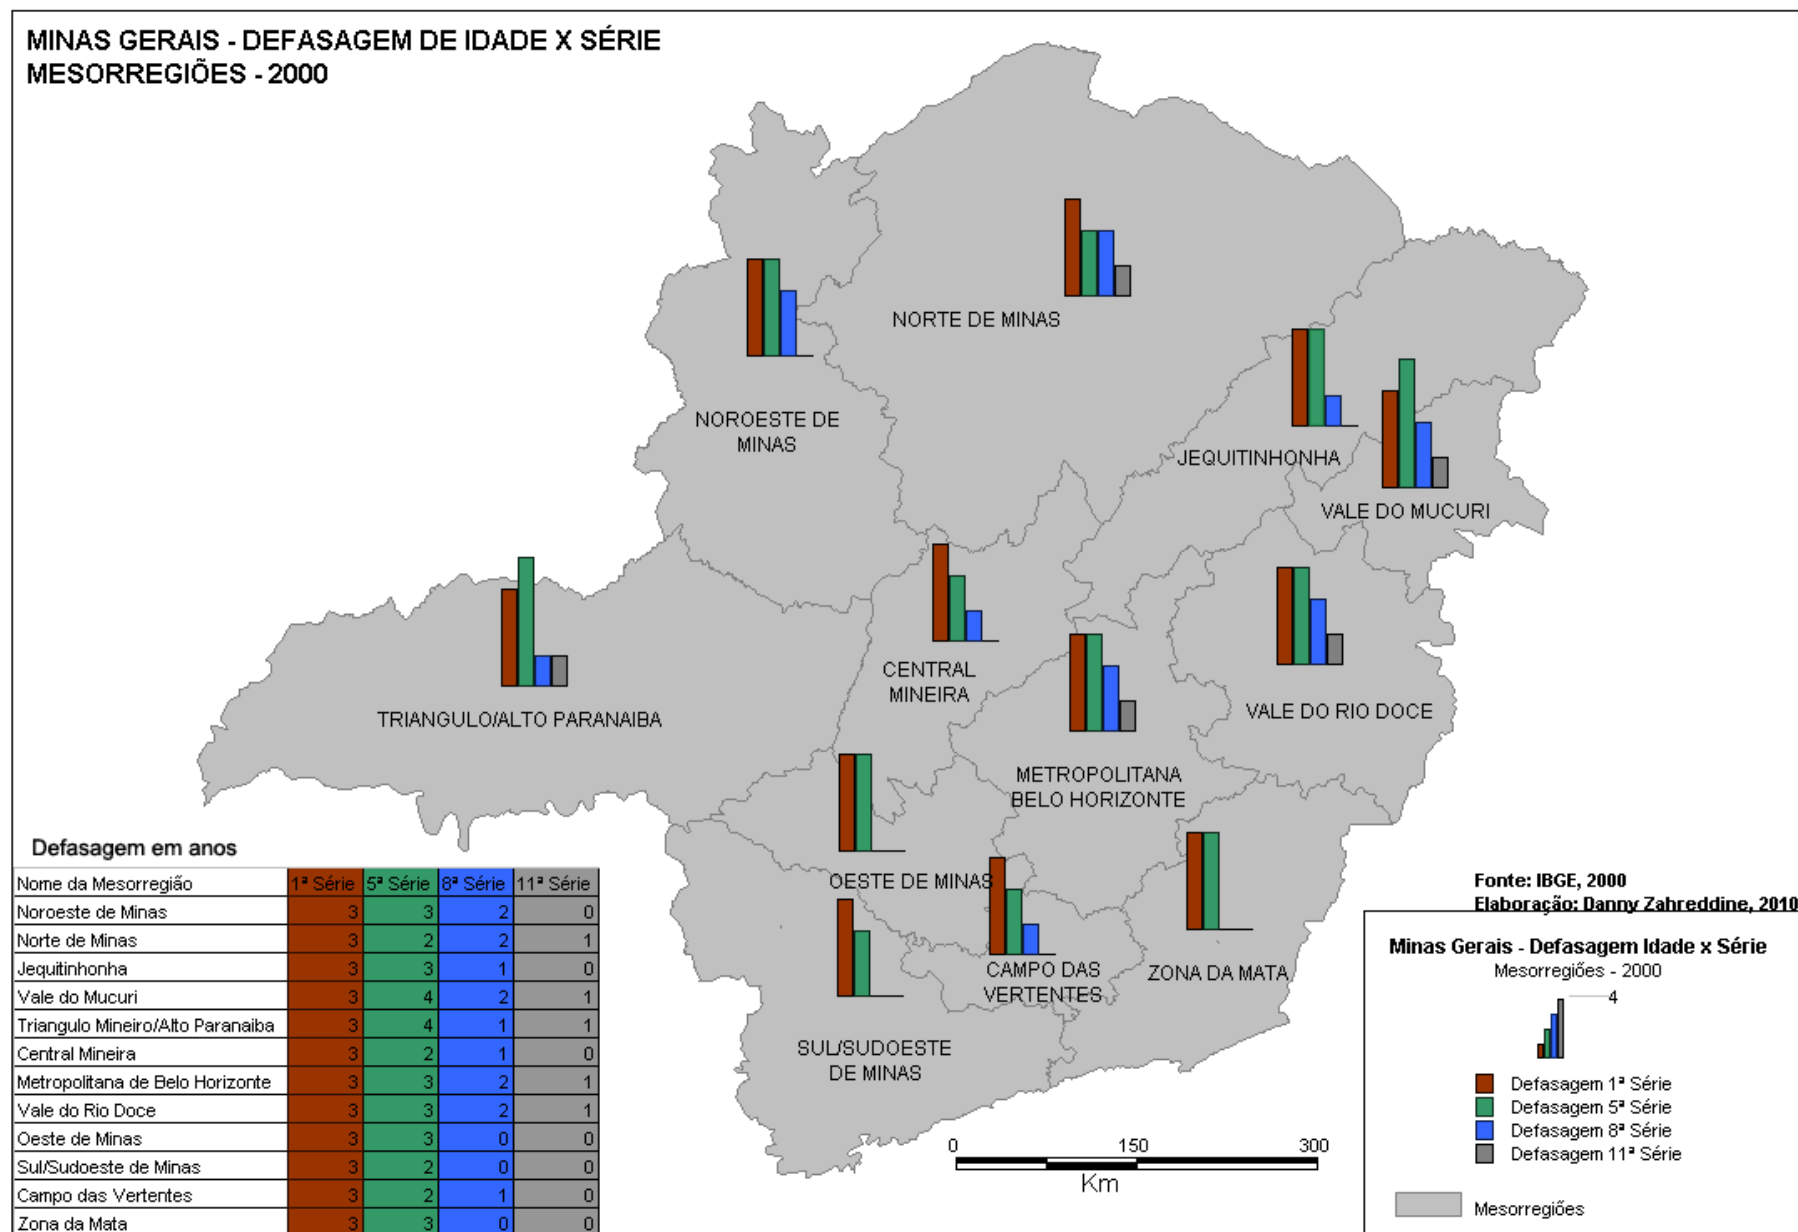 MINAS GERAIS - DEFASAGEM DE IDADE X SÉRIE
MESORREGIÕES - 2000
NORTE DE MINAS
NOROESTE DE
MINAS
JEQUITINHONHA
VALE DO MUCURI
CENTRAL
MINEIRA
TRIANGULO/ALTO PARANAIBA
VALE DO RIO DOCE
METROPOLITANA
BELO HORIZONTE
OESTE DE MINAS
CAMPO DAS
VERTENTES
ZONA DA MATA
SUL/SUDOESTE
DE MINAS
Defasagem em anos
Nome da Mesorregião 1ª Série 5ª Série 8ª Série 11ª Série
Noroeste de Minas 3 3 2 0
Norte de Minas 3 2 2 1
Jequitinhonha 3 3 1 0
Vale do Mucuri 3 4 2 1
Triangulo Mineiro/Alto Paranaiba 3 4 1 1
Central Mineira 3 2 1 0
Metropolitana de Belo Horizonte 3 3 2 1
Vale do Rio Doce 3 3 2 1
Oeste de Minas 3 3 0 0
Sul/Sudoeste de Minas 3 2 0 0
Campo das Vertentes 3 2 1 0
Zona da Mata 3 3 0 0
0 150 300
Km
Fonte: IBGE, 2000
Elaboração: Danny Zahreddine, 2010
Minas Gerais - Defasagem Idade x Série
Mesorregiões - 2000
4
Defasagem 1ª Série
Defasagem 5ª Série
Defasagem 8ª Série
Defasagem 11ª Série
Mesorregiões